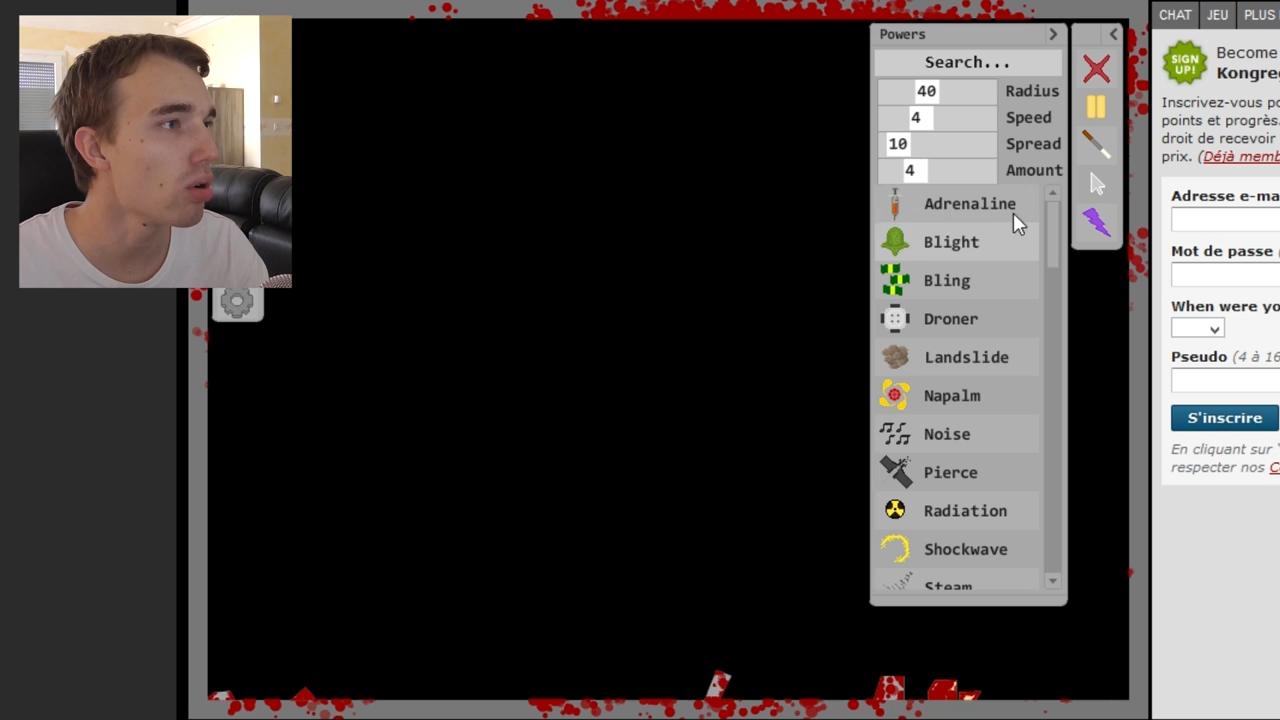 Powers
Search...
40 Radius
4 Speed
10 Spread
4 Amount
Adrenaline
Blight
Bling
Droner
Landslide
Napalm
Noise
Pierce
Radiation
Shockwave
Steam
CHAT JEU PLUS
SIGN UP!
Become
Kongreg
Inscrivez-vous po
points et progrès.
droit de recevoir
prix. (Déjà memb
Adresse e-ma
Mot de passe
When were yo
Pseudo (4 à 16
S'inscrire
En cliquant sur
respecter nos C